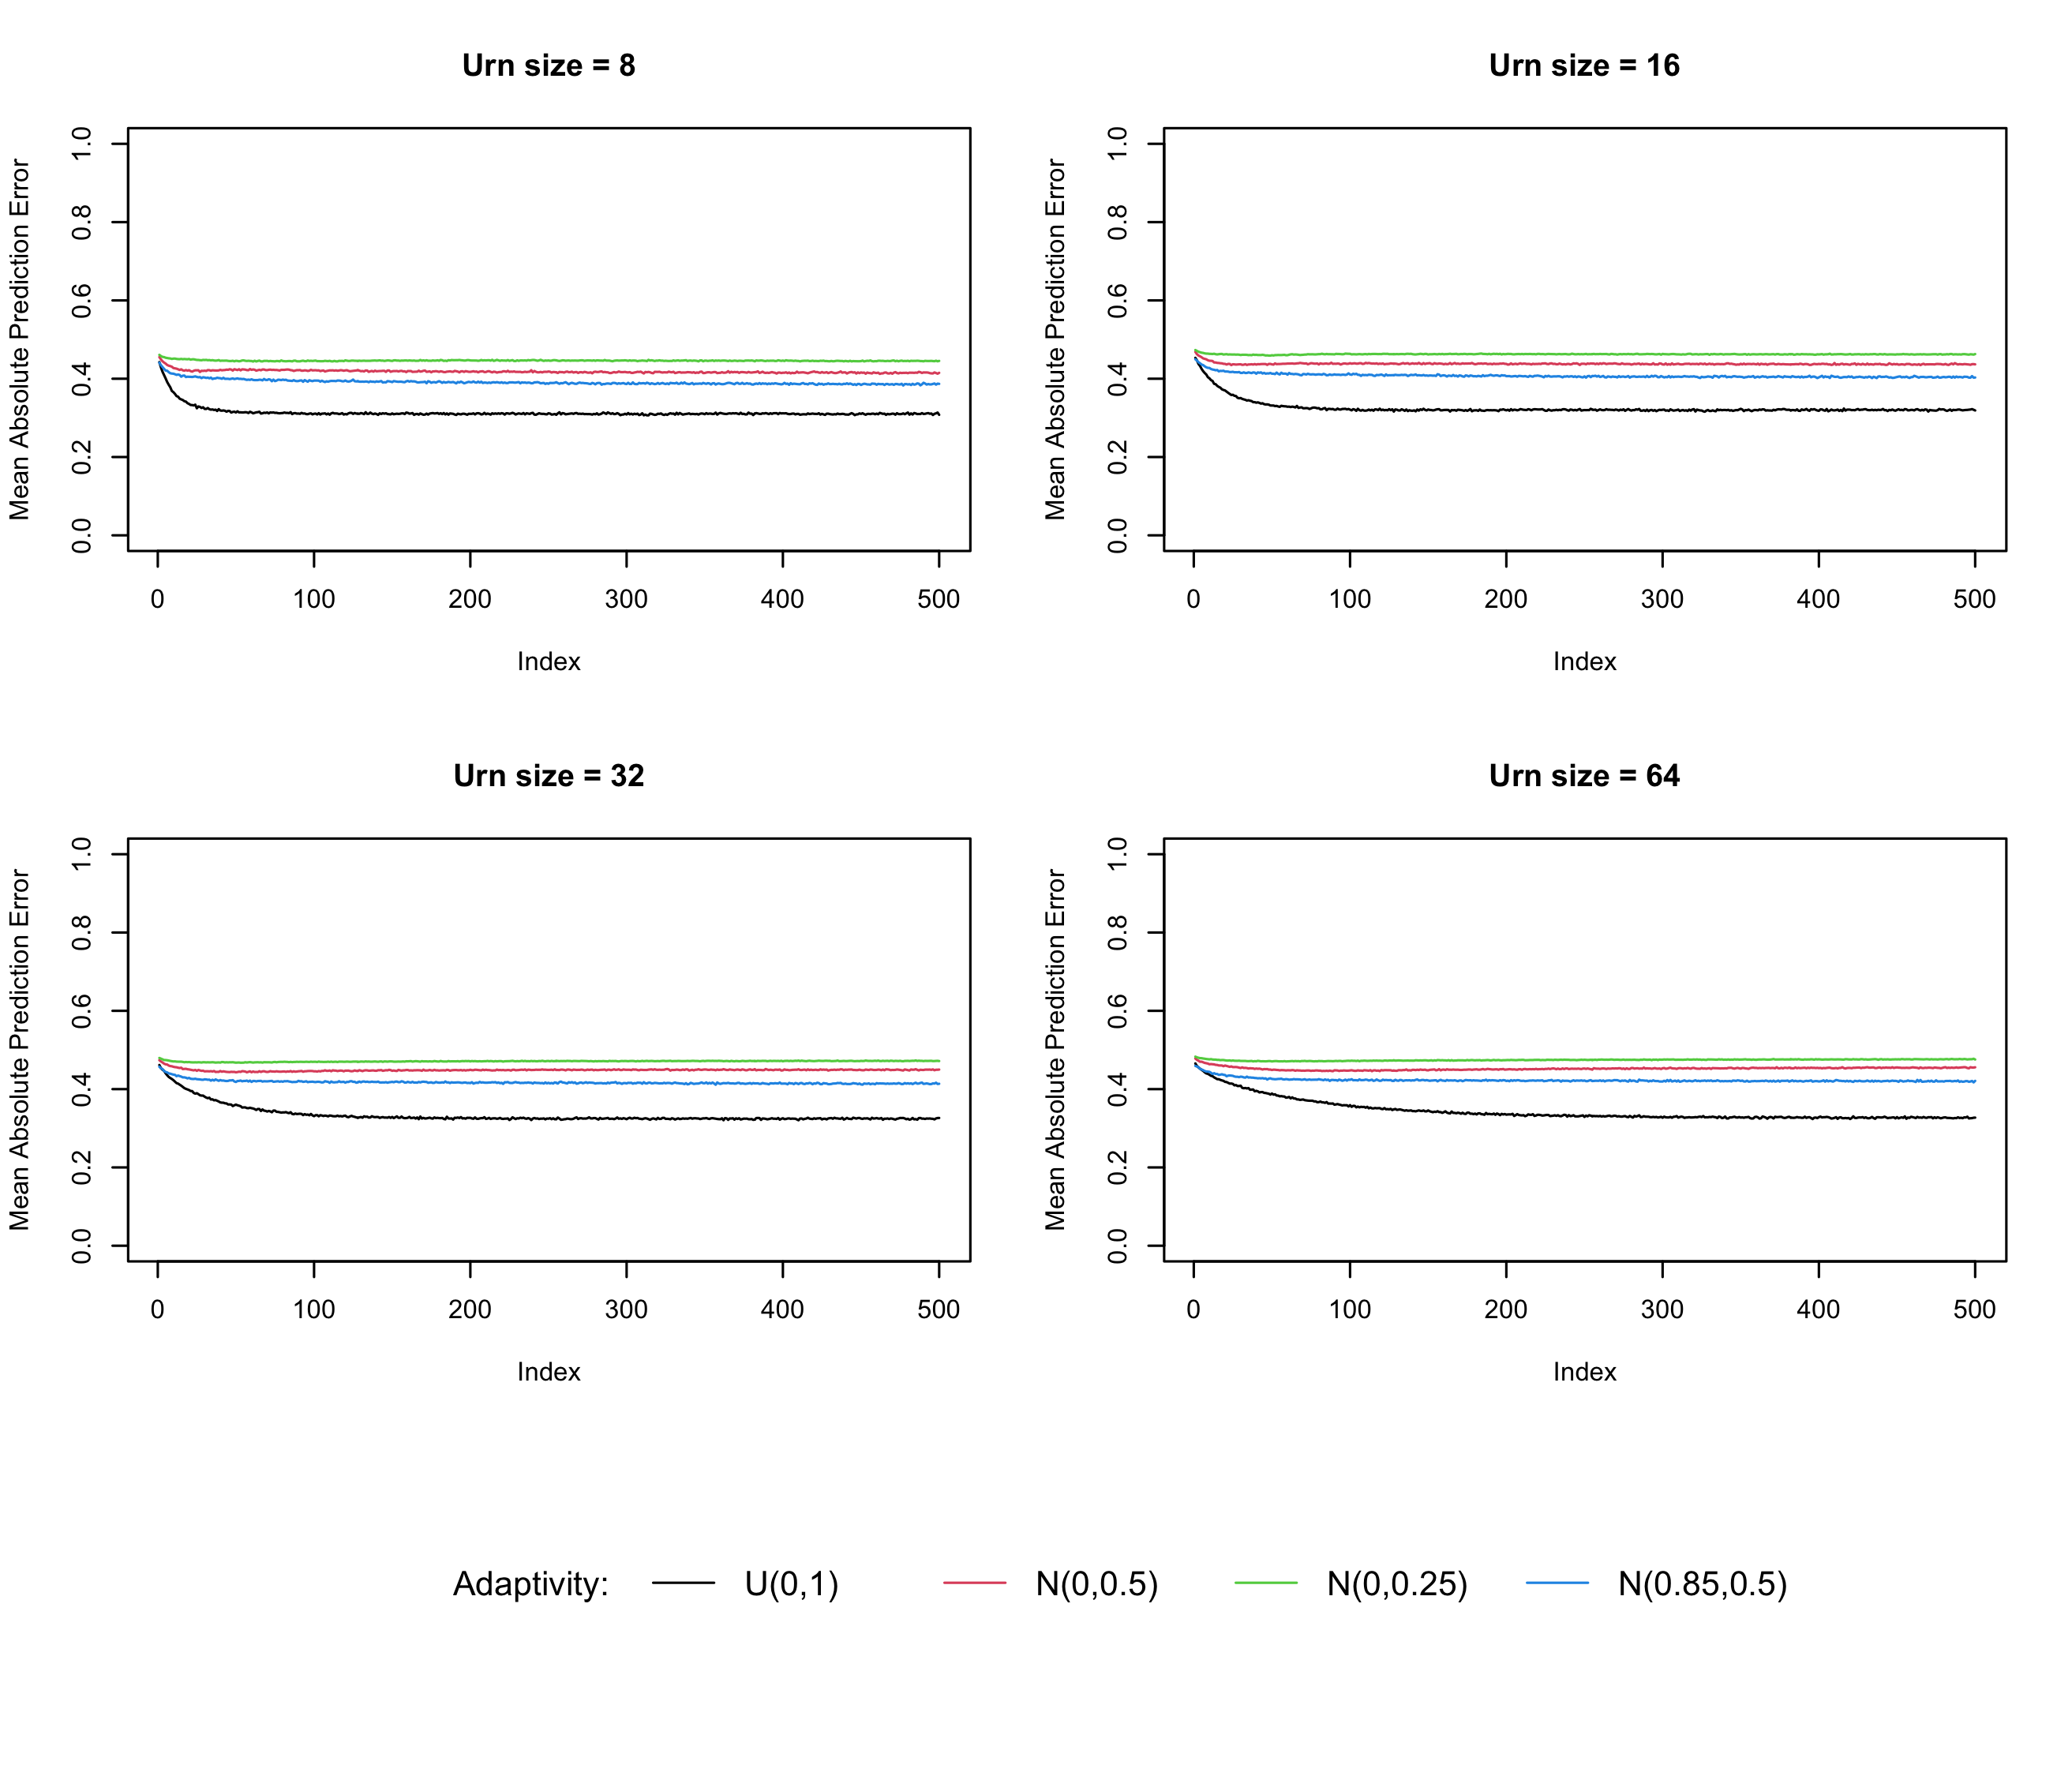 Urn size = 8
Mean Absolute Prediction Error
1.0
0.8
0.6
0.4
0.2
0.0
0 100 200 300 400 500
Index
Urn size = 16
Mean Absolute Prediction Error
1.0
0.8
0.6
0.4
0.2
0.0
0 100 200 300 400 500
Index
Urn size = 32
Mean Absolute Prediction Error
1.0
0.8
0.6
0.4
0.2
0.0
0 100 200 300 400 500
Index
Urn size = 64
Mean Absolute Prediction Error
1.0
0.8
0.6
0.4
0.2
0.0
0 100 200 300 400 500
Index
Adaptivity: U(0,1) N(0,0.5) N(0,0.25) N(0.85,0.5)